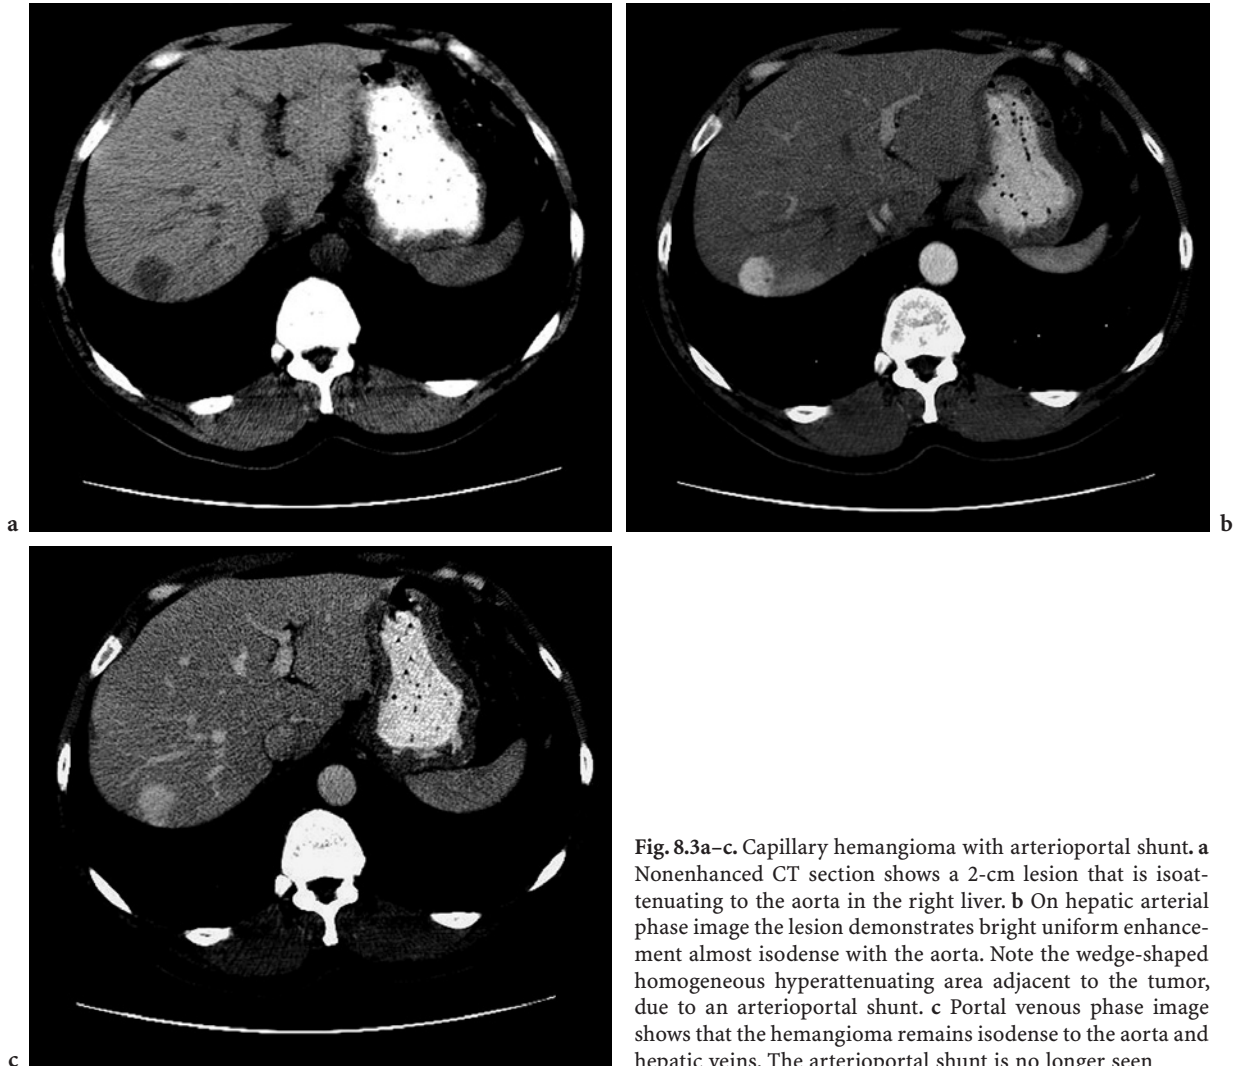 a
b
c
Fig. 8.3a–c. Capillary hemangioma with arterioportal shunt. a
Nonenhanced CT section shows a 2-cm lesion that is isoat-
tenuating to the aorta in the right liver. b On hepatic arterial
phase image the lesion demonstrates bright uniform enhance-
ment almost isodense with the aorta. Note the wedge-shaped
homogeneous hyperattenuating area adjacent to the tumor,
due to an arterioportal shunt. c Portal venous phase image
shows that the hemangioma remains isodense to the aorta and
hepatic veins. The arterioportal shunt is no longer seen